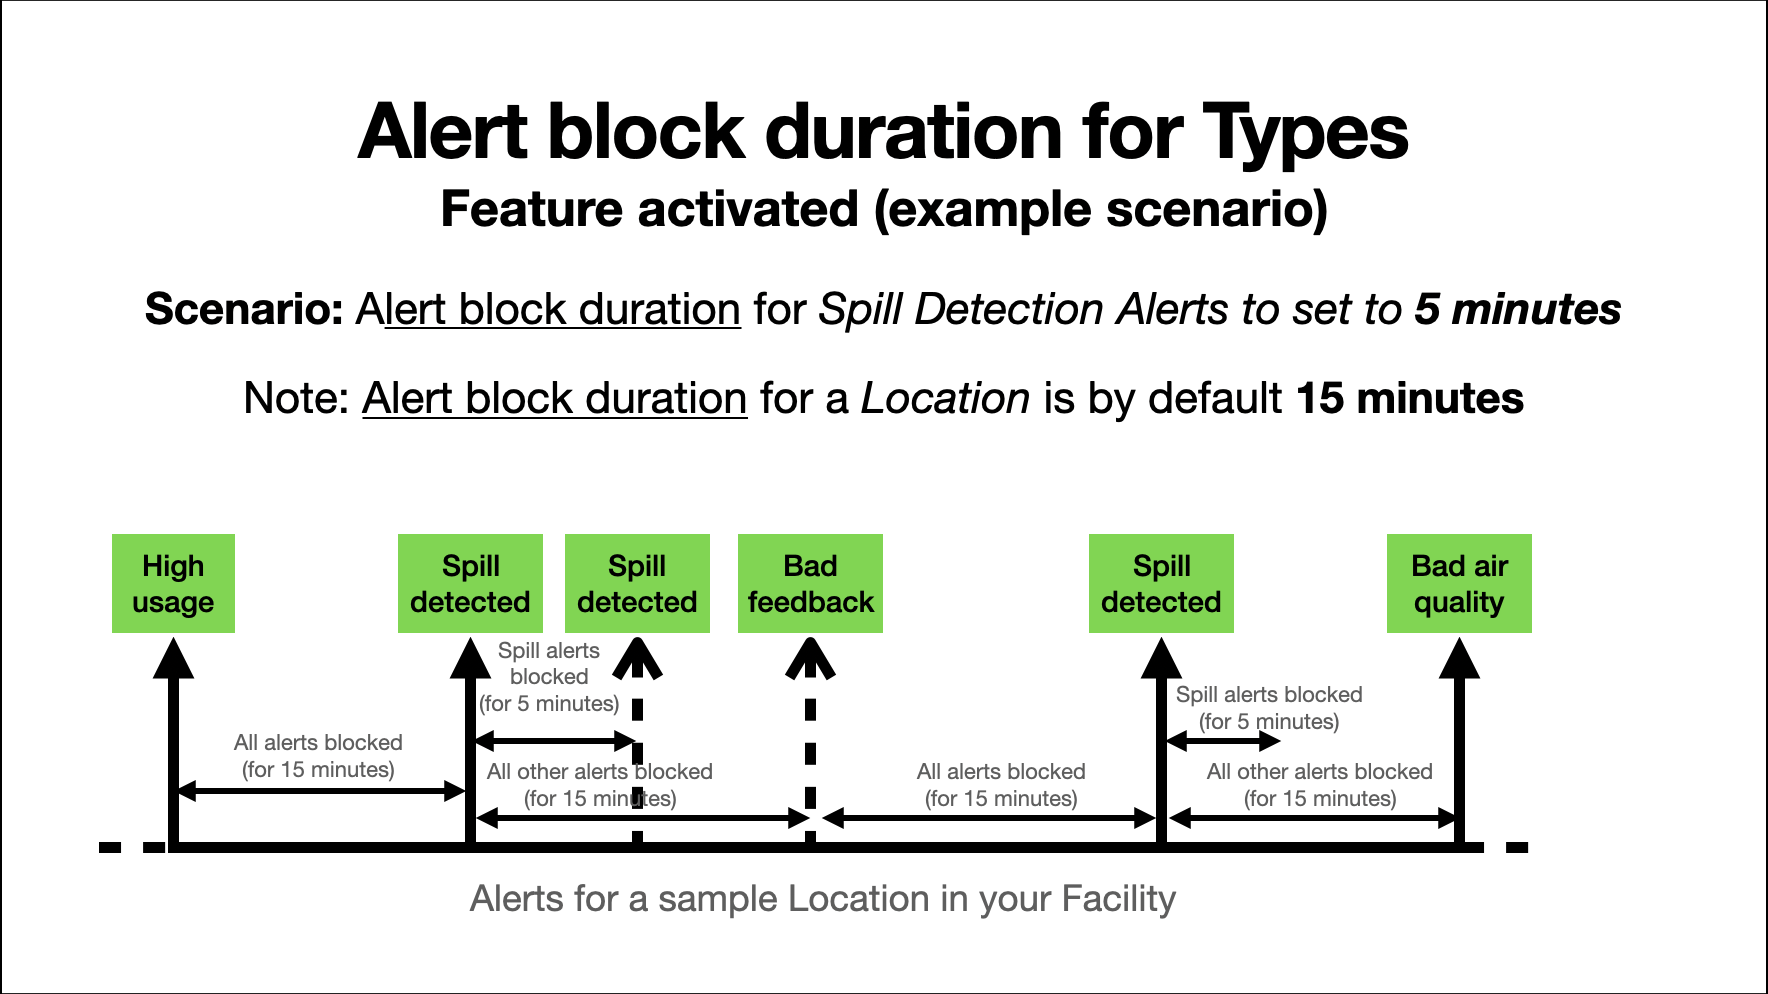 Alert block duration for Types
Feature activated (example scenario)
Scenario: Alert block duration for Spill Detection Alerts to set to 5 minutes
Note: Alert block duration for a Location is by default 15 minutes
High
usage
Spill
detected
Spill
detected
Bad
feedback
Spill
detected
Bad air
quality
Spill alerts
blocked
(for 5 minutes)
Spill alerts blocked
(for 5 minutes)
All alerts blocked
(for 15 minutes)
All other alerts blocked
(for 15 minutes)
All alerts blocked
(for 15 minutes)
All other alerts blocked
(for 15 minutes)
Alerts for a sample Location in your Facility